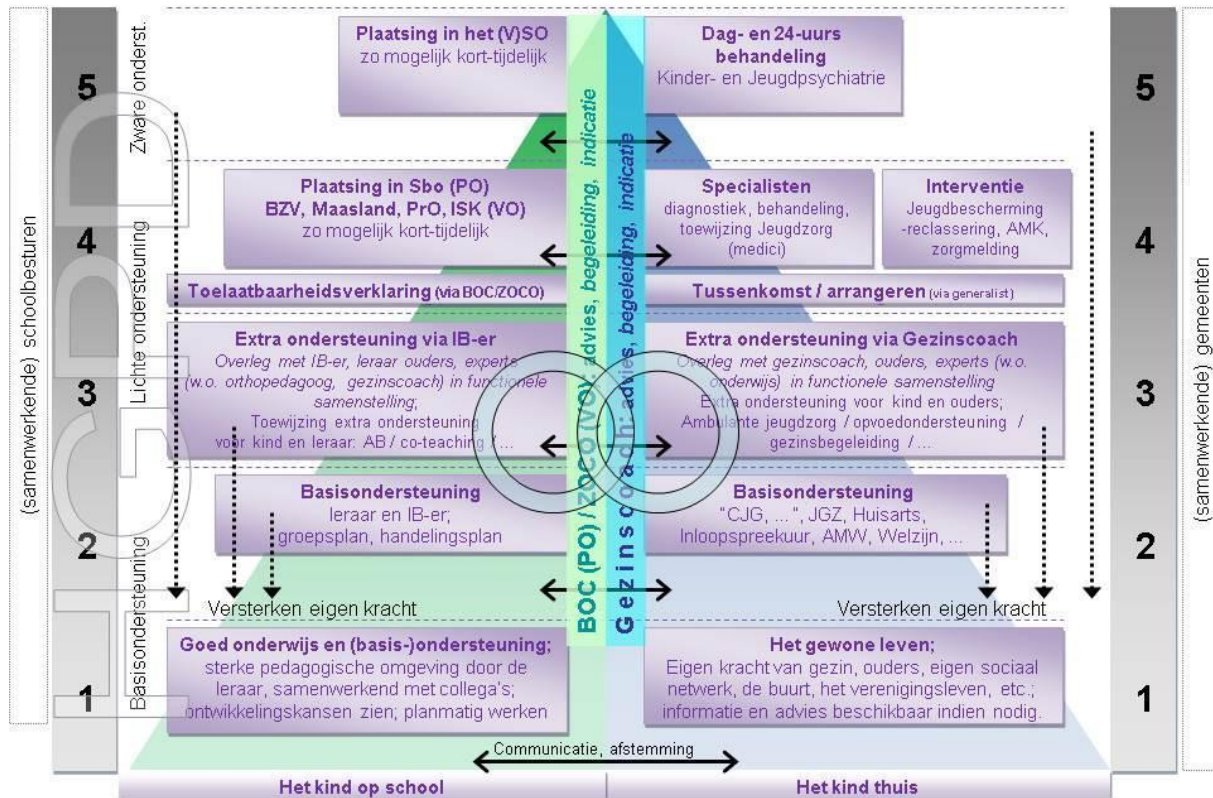 (samenwerkende) schoolbesturen
5
4
3
2
1
Zware onderst.
Lichte ondersteuning
Basisondersteuning
Plaatsing in het (V)SO
zo mogelijk kort-tijdelijk
Plaatsing in Sbo (PO)
BZV, Maasland, PrO, ISK (VO)
zo mogelijk kort-tijdelijk
Toelaatbaarheidsverklaring (via BOC/ZOCO)
Extra ondersteuning via IB-er
Overleg met IB-er, leraar ouders, experts
(w.o. orthopedagoog, gezinscoach) in functionele
samenstelling;
Toewijzing extra ondersteuning
voor kind en leraar: AB / co-teaching / ...
Basisondersteuning
leraar en IB-er;
groepsplan, handelingsplan
Versterken eigen kracht
Goed onderwijs en (basis-)ondersteuning;
sterke pedagogische omgeving door de
leraar, samenwerkend met collega's;
ontwikkelingskansen zien; planmatig werken
BOC (PO) / ZOCO (VO): advies, begeleiding, indicatie
Gezinscoach: advies, begeleiding, indicatie
Dag- en 24-uurs
behandeling
Kinder- en Jeugdpsychiatrie
Specialisten
diagnostiek, behandeling,
toewijzing Jeugdzorg
(medici)
Interventie
Jeugdbescherming
-reclassering, AMK,
zorgmelding
Tussenkomst / arrangeren (via generalist)
Extra ondersteuning via Gezinscoach
Overleg met gezinscoach, ouders, experts (w.o.
onderwijs) in functionele samenstelling
Extra ondersteuning voor kind en ouders;
Ambulante jeugdzorg / opvoedondersteuning /
gezinsbegeleiding / ...
Basisondersteuning
"CJG, ... ", JGZ, Huisarts,
Inloopspreekuur, AMW, Welzijn, ...
Versterken eigen kracht
Het gewone leven;
Eigen kracht van gezin, ouders, eigen sociaal
netwerk, de buurt, het verenigingsleven, etc.;
informatie en advies beschikbaar indien nodig.
5
4
3
2
1
(samenwerkende) gemeenten
Communicatie, afstemming
Het kind op school
Het kind thuis